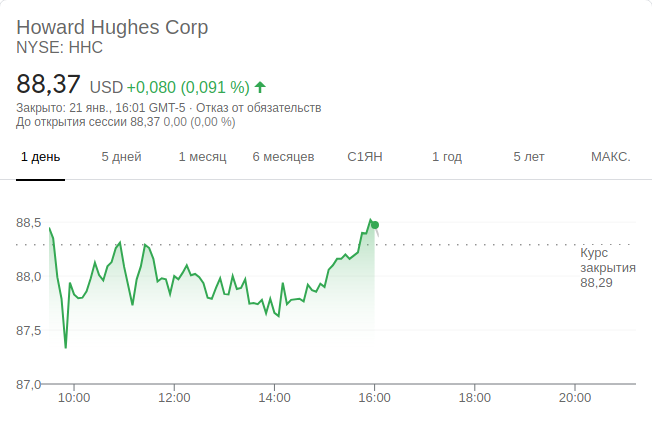 Howard Hughes Corp
NYSE: HHC
88,37 USD +0,080 (0,091 %)
Закрыто: 21 янв., 16:01 GMT-5 · Отказ от обязательств
До открытия сессии 88,37 0,00 (0,00 %)
1 день 5 дней 1 месяц 6 месяцев С1ЯН 1 год 5 лет МАКС.
88,5
Курс
закрытия
88,29
88,0
87,5
87,0
10:00 12:00 14:00 16:00 18:00 20:00